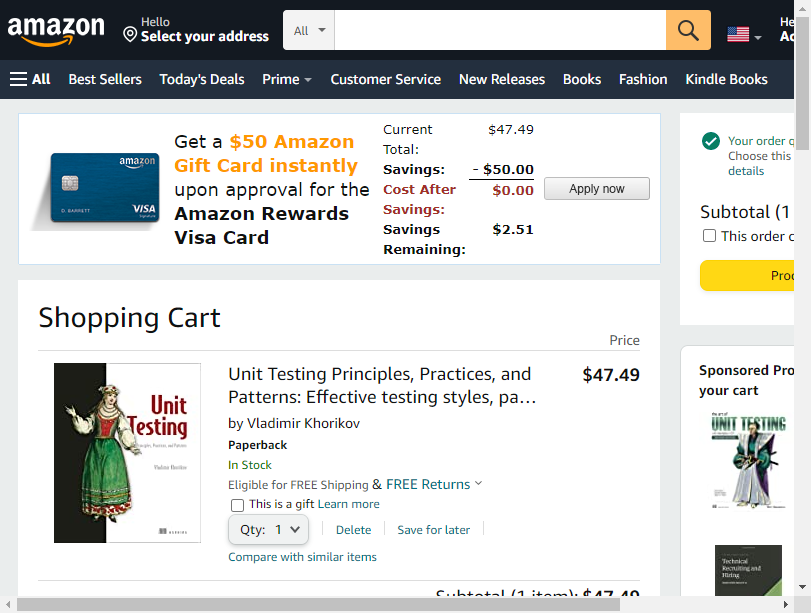 amazon
Hello
Select your address
All
He
Ac
All Best Sellers Today's Deals Prime Customer Service New Releases Books Fashion Kindle Books
amazon
D. BARRETT
VISA
Signature
Get a $50 Amazon
Gift Card instantly
upon approval for the
Amazon Rewards
Visa Card
Current Total: $47.49
Savings: - $50.00
Cost After Savings: $0.00
Savings Remaining: $2.51
Apply now
Your order q
Choose this
details
Subtotal (1
This order c
Proc
Shopping Cart
Price
Unit
Testing
Principles, Practices, and Patterns
Vladimir Khorikov
MANNING
Unit Testing Principles, Practices, and
Patterns: Effective testing styles, pa…
$47.49
by Vladimir Khorikov
Paperback
In Stock
Eligible for FREE Shipping & FREE Returns
This is a gift Learn more
Qty: 1 Delete Save for later
Compare with similar items
Subtotal (1 item): $47.49
Sponsored Pro
your cart
the art of
UNIT TESTING
Technical
Recruiting and
Hiring